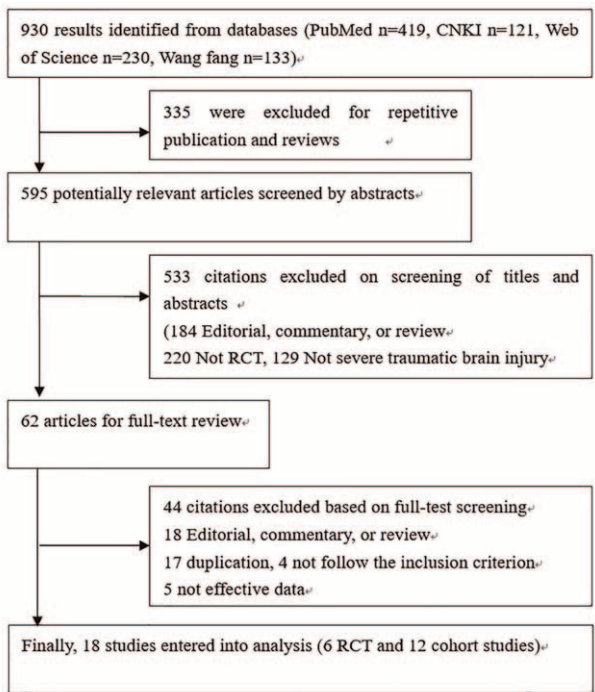 930 results identified from databases (PubMed n=419, CNKI n=121, Web
of Science n=230, Wang fang n=133)↵
335 were excluded for repetitive
publication and reviews ↵
595 potentially relevant articles screened by abstracts↵
533 citations excluded on screening of titles and
abstracts ↵
(184 Editorial, commentary, or review↵
220 Not RCT, 129 Not severe traumatic brain injury↵
62 articles for full-text review↵
44 citations excluded based on full-test screening↵
18 Editorial, commentary, or review↵
17 duplication, 4 not follow the inclusion criterion↵
5 not effective data↵
Finally, 18 studies entered into analysis (6 RCT and 12 cohort studies)↵